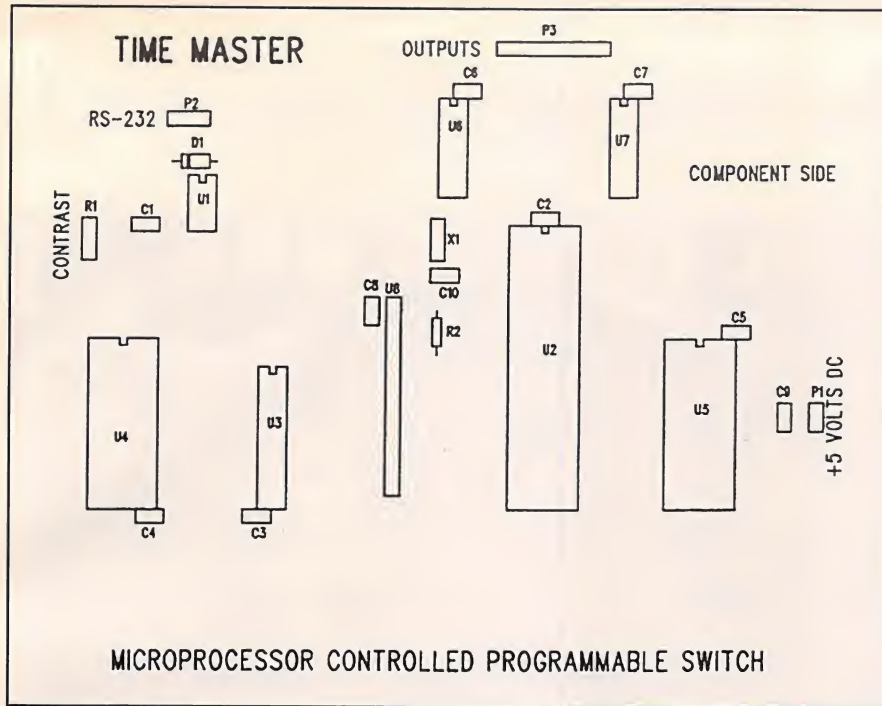 TIME MASTER
OUTPUTS
P3
C6
C7
P2
RS-232
U6
U7
D1
COMPONENT SIDE
U1
R1
C1
C2
CONTRAST
X1
C8
U8
C10
R2
C5
U2
C9
P1
+5 VOLTS DC
U4
U3
U5
C4
C3
MICROPROCESSOR CONTROLLED PROGRAMMABLE SWITCH